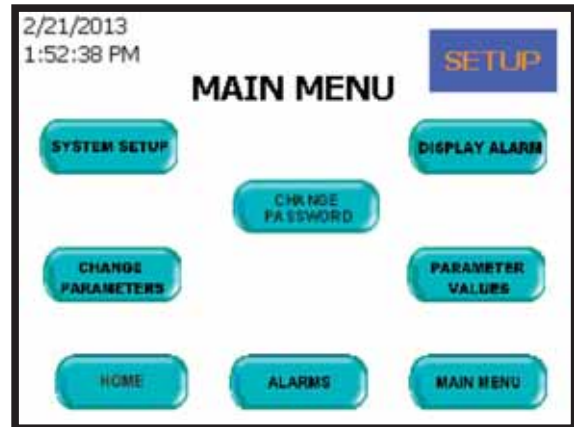 2/21/2013
1:52:38 PM
SETUP
MAIN MENU
SYSTEM SETUP
DISPLAY ALARM
CHANGE
PASSWORD
CHANGE
PARAMETERS
PARAMETER
VALUES
HOME
ALARMS
MAIN MENU